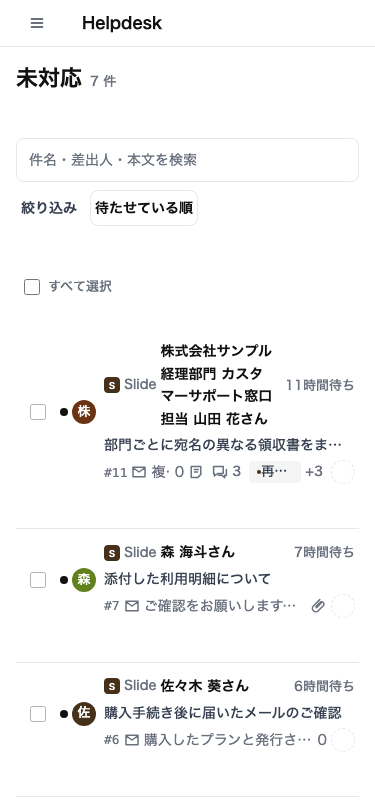 Helpdesk
未対応 7 件
件名・差出人・本文を検索
絞り込み 待たせている順
すべて選択
株式会社サンプル
経理部門 カスタ
S Slide マーサポート窓口 11時間待ち
担当 山田 花さん
株
部門ごとに宛名の異なる領収書をま…
#11 複· 0 3 •再… +3
S Slide 森 海斗さん 7時間待ち
森 添付した利用明細について
#7 ご確認をお願いします…
S Slide 佐々木 葵さん 6時間待ち
佐 購入手続き後に届いたメールのご確認
#6 購入したプランと発行さ… 0